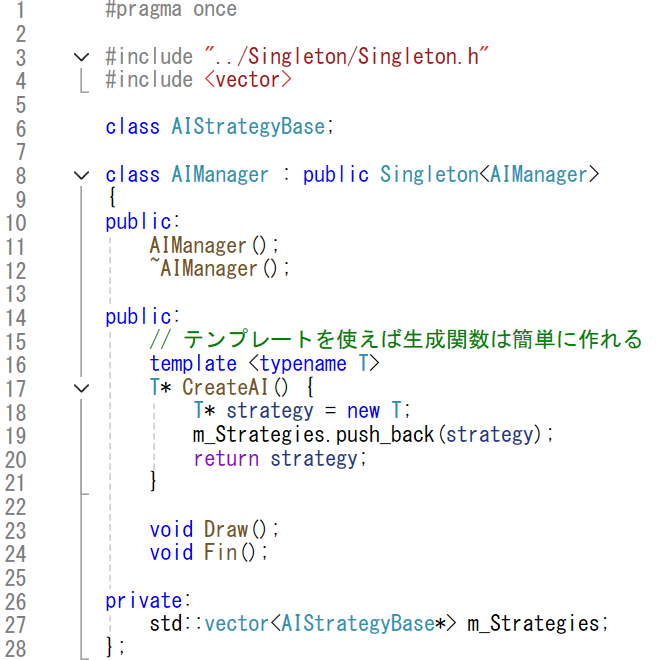 1 #pragma once
2
3 #include "../Singleton/Singleton.h"
4 #include <vector>
5
6 class AIStrategyBase;
7
8 class AIManager : public Singleton<AIManager>
9 {
10 public:
11     AIManager();
12     ~AIManager();
13
14 public:
15     // テンプレートを使えば生成関数は簡単に作れる
16     template <typename T>
17     T* CreateAI() {
18         T* strategy = new T;
19         m_Strategies.push_back(strategy);
20         return strategy;
21     }
22
23     void Draw();
24     void Fin();
25
26 private:
27     std::vector<AIStrategyBase*> m_Strategies;
28 };